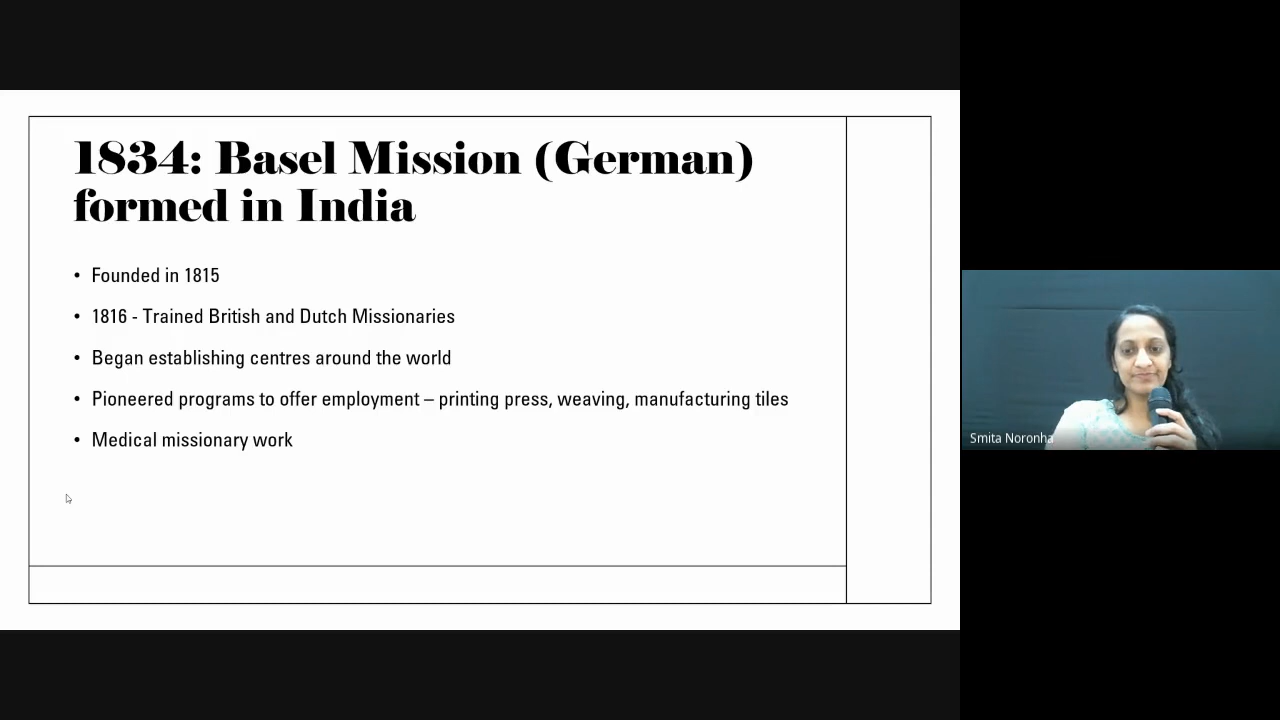 1834: Basel Mission (German)
formed in India
• Founded in 1815
• 1816 - Trained British and Dutch Missionaries
• Began establishing centres around the world
• Pioneered programs to offer employment – printing press, weaving, manufacturing tiles
• Medical missionary work
Smita Noronha